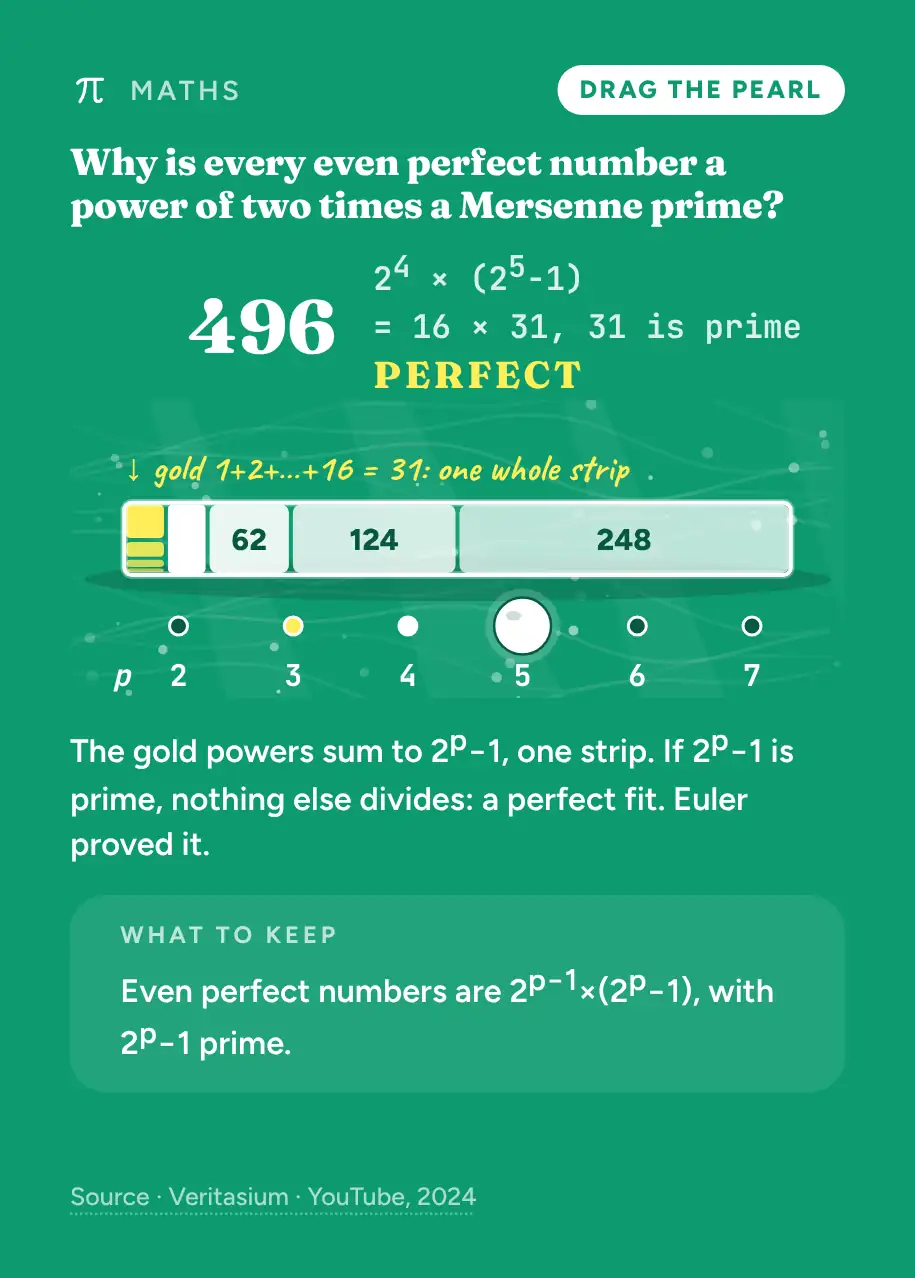 π MATHS
DRAG THE PEARL
Why is every even perfect number a
power of two times a Mersenne prime?
496
2⁴ × (2⁵-1)
= 16 × 31, 31 is prime
PERFECT
↓ gold 1+2+...+16 = 31: one whole strip
62 124 248
p 2 3 4 5 6 7
The gold powers sum to 2ᵖ−1, one strip. If 2ᵖ−1 is
prime, nothing else divides: a perfect fit. Euler
proved it.
WHAT TO KEEP
Even perfect numbers are 2ᵖ⁻¹×(2ᵖ−1), with
2ᵖ−1 prime.
Source · Veritasium · YouTube, 2024